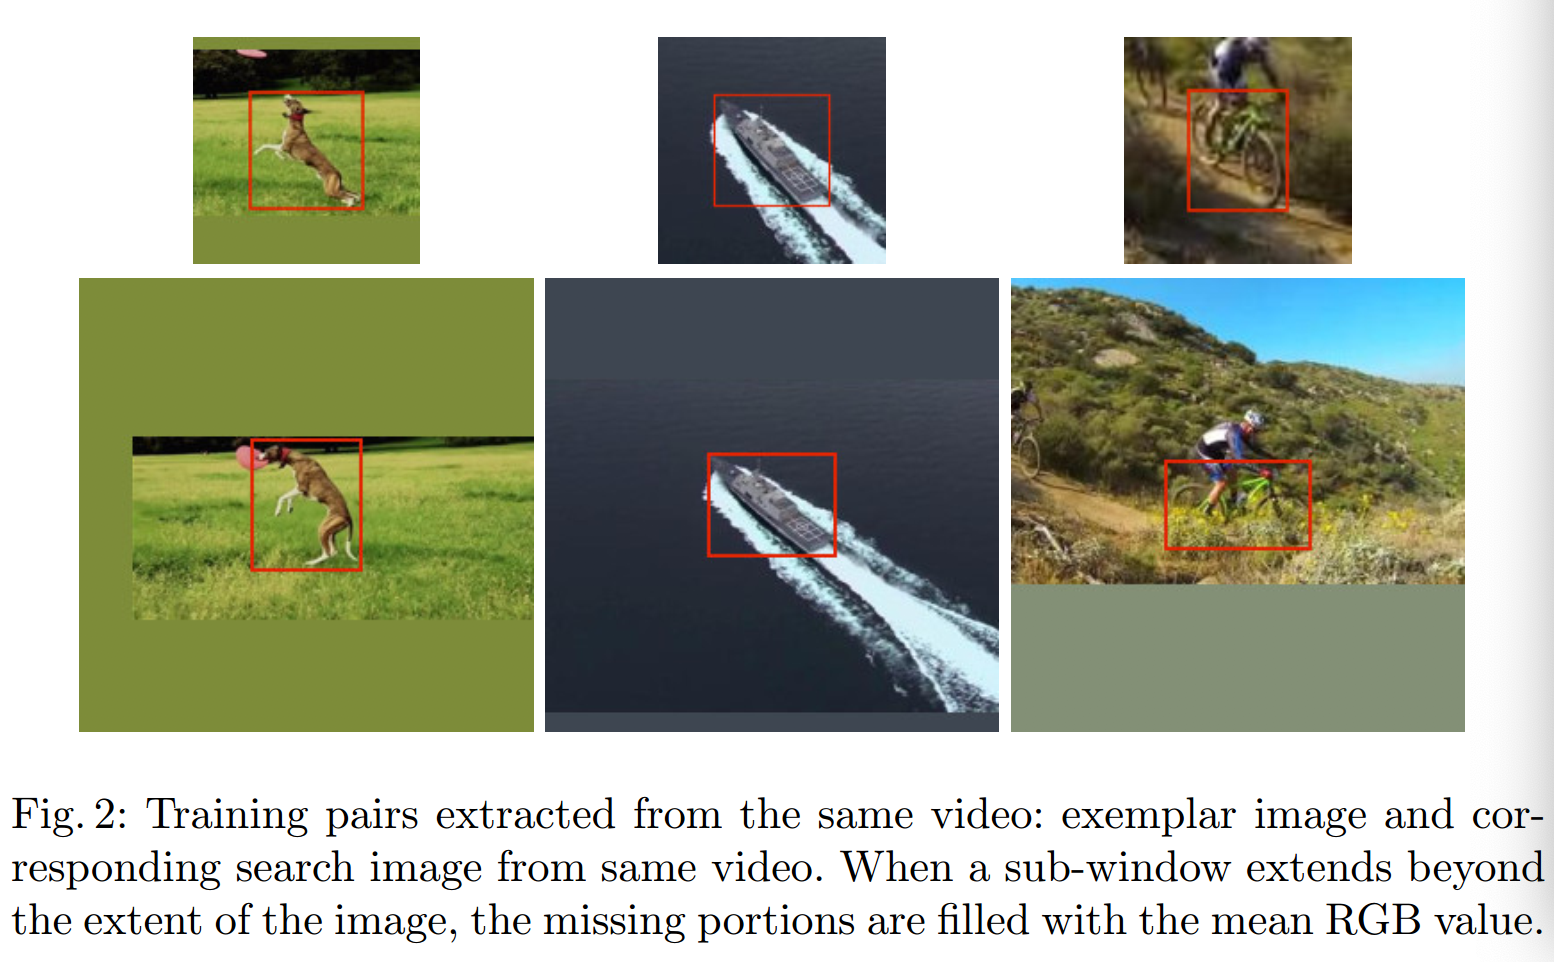 Fig. 2: Training pairs extracted from the same video: exemplar image and cor-
responding search image from same video. When a sub-window extends beyond
the extent of the image, the missing portions are filled with the mean RGB value.